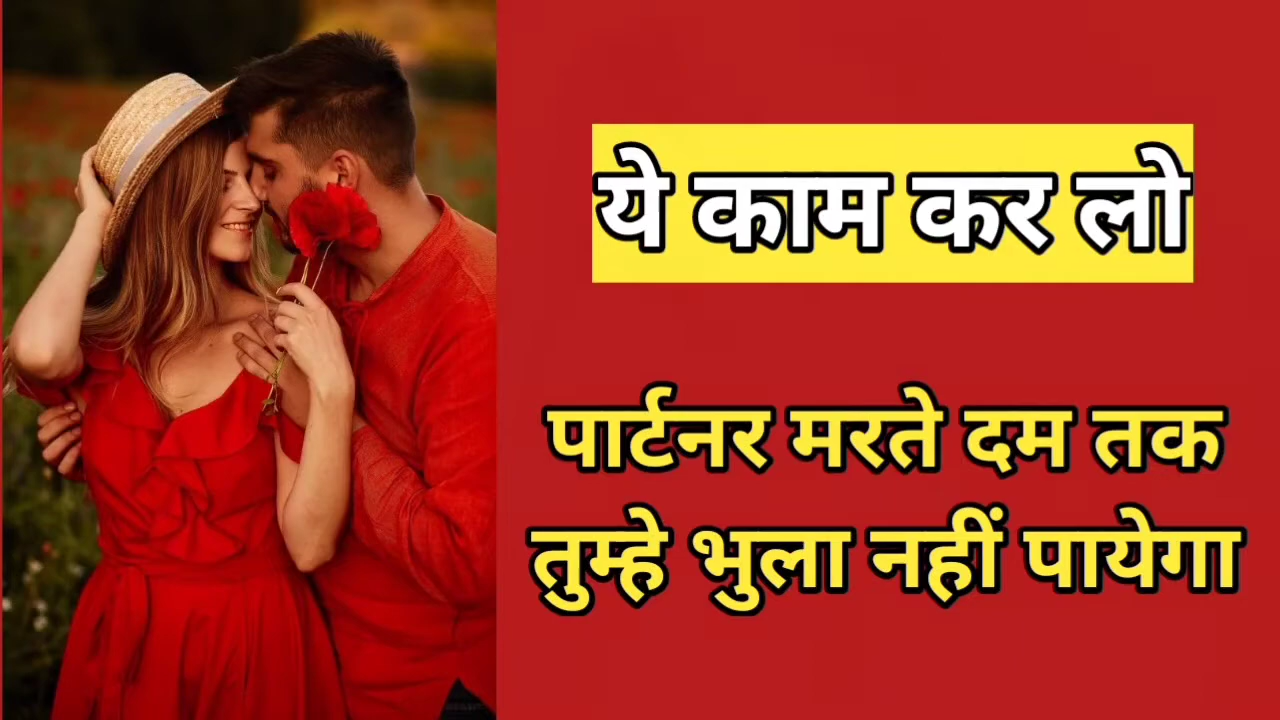 ये काम कर लो
पार्टनर मरते दम तक
तुम्हे भुला नहीं पायेगा